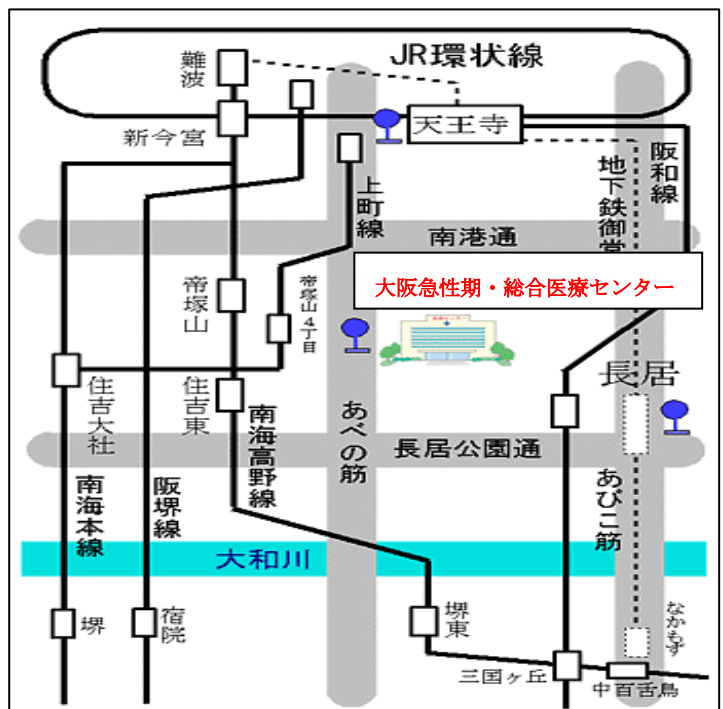 JR環状線
難波
新今宮
天王寺
阪和線
地下鉄御堂
上町線
南港通
大阪急性期・総合医療センター
帝塚山
帝塚山4丁目
住吉大社
住吉東
長居
あべの筋
長居公園通
南海高野線
南海本線
阪堺線
あびこ筋
大和川
堺
宿院
堺東
なかもず
三国ヶ丘
中百舌鳥